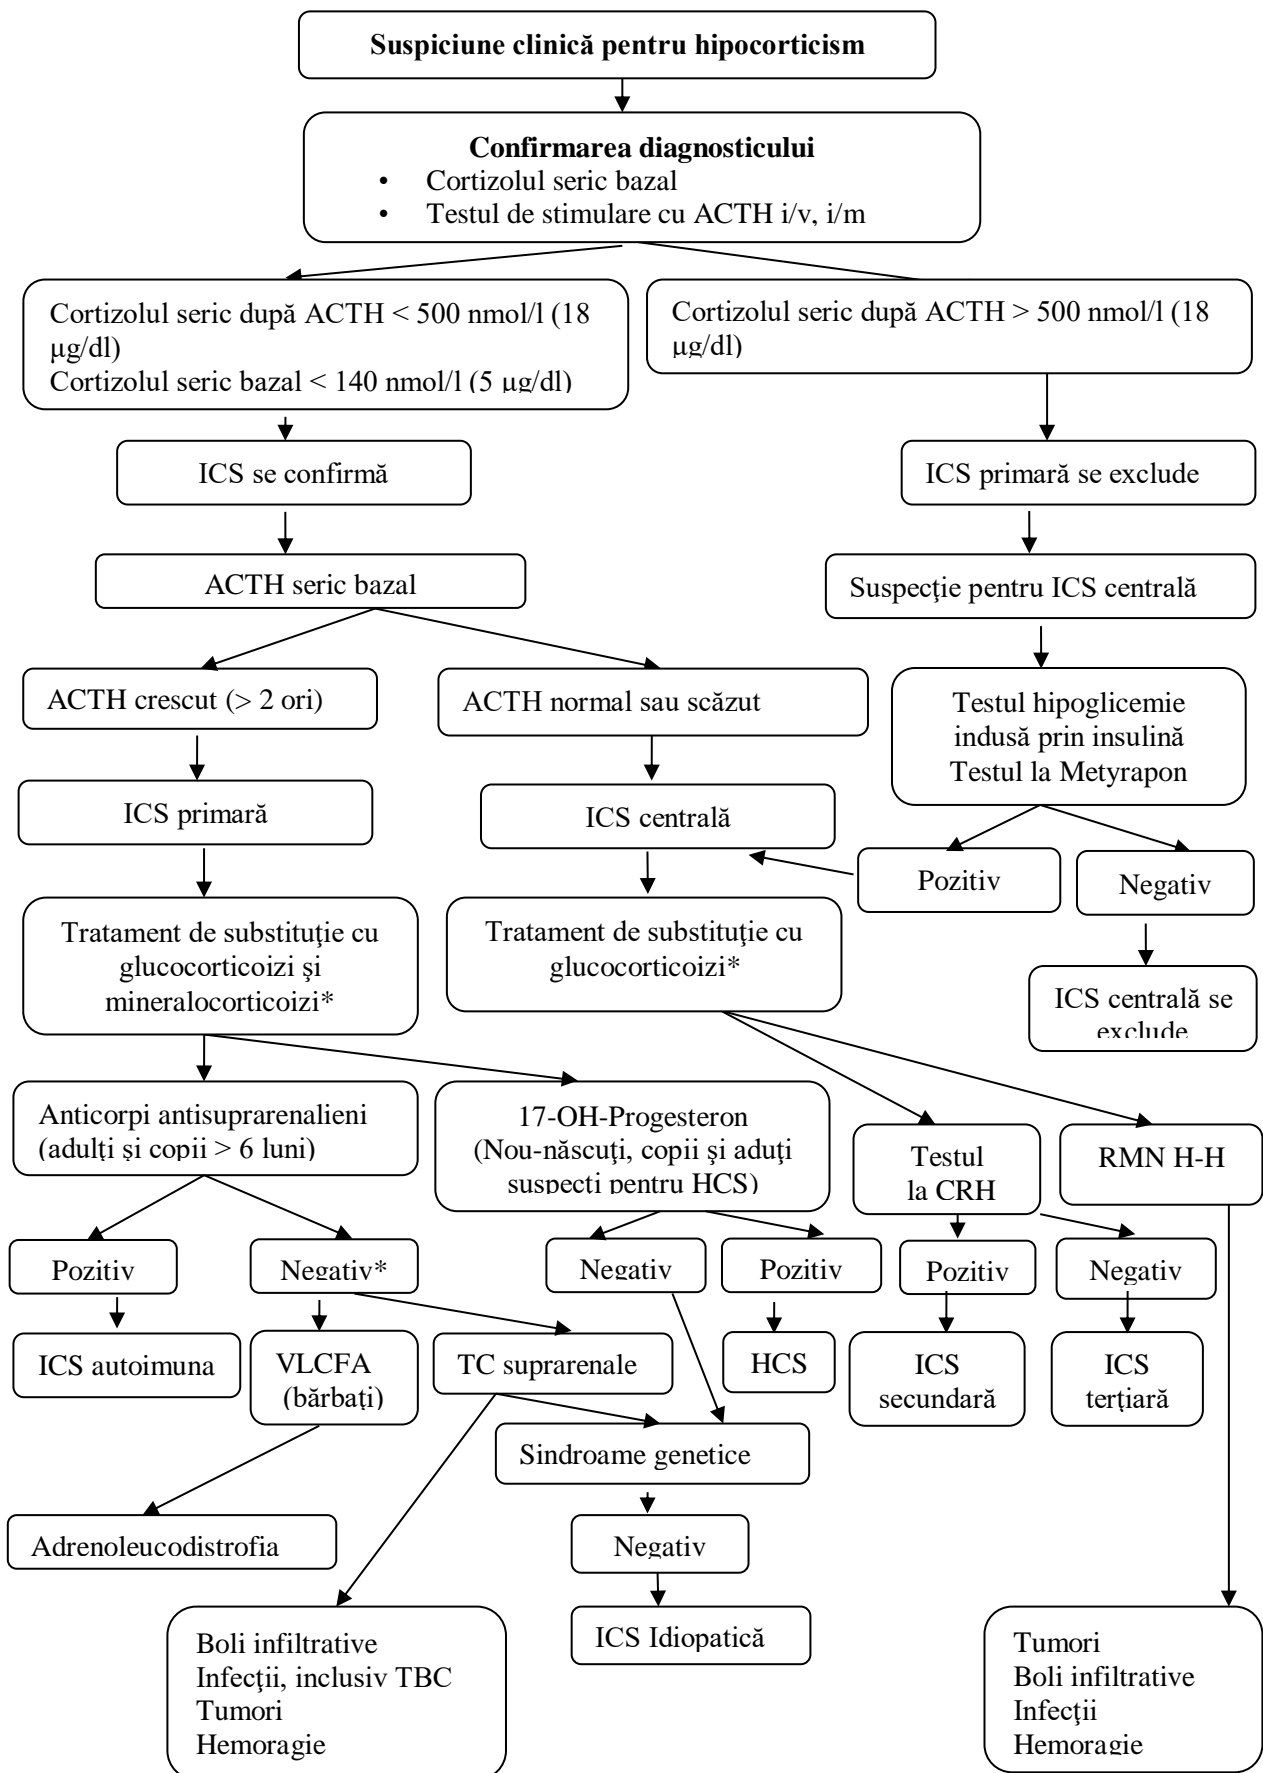 Suspiciune clinică pentru hipocorticism
Confirmarea diagnosticului
• Cortizolul seric bazal
• Testul de stimulare cu ACTH i/v, i/m
Cortizolul seric după ACTH < 500 nmol/l (18
µg/dl)
Cortizolul seric bazal < 140 nmol/l (5 µg/dl)
Cortizolul seric după ACTH > 500 nmol/l (18
µg/dl)
ICS se confirmă
ICS primară se exclude
ACTH seric bazal
Suspecţie pentru ICS centrală
ACTH crescut (> 2 ori)
ACTH normal sau scăzut
Testul hipoglicemie
indusă prin insulină
Testul la Metyrapon
ICS primară
ICS centrală
Pozitiv
Negativ
Tratament de substituţie cu
glucocorticoizi şi
mineralocorticoizi*
Tratament de substituţie cu
glucocorticoizi*
ICS centrală se
exclude
Anticorpi antisuprarenalieni
(adulți și copii > 6 luni)
17-OH-Progesteron
(Nou-născuți, copii şi aduți
suspecți pentru HCS)
Testul
la CRH
RMN H-H
Pozitiv
Negativ*
Negativ
Pozitiv
Pozitiv
Negativ
ICS autoimuna
VLCFA
(bărbați)
TC suprarenale
HCS
ICS
secundară
ICS
terțiară
Sindroame genetice
Adrenoleucodistrofia
Negativ
ICS Idiopatică
Boli infiltrative
Infecţii, inclusiv TBC
Tumori
Hemoragie
Tumori
Boli infiltrative
Infecţii
Hemoragie